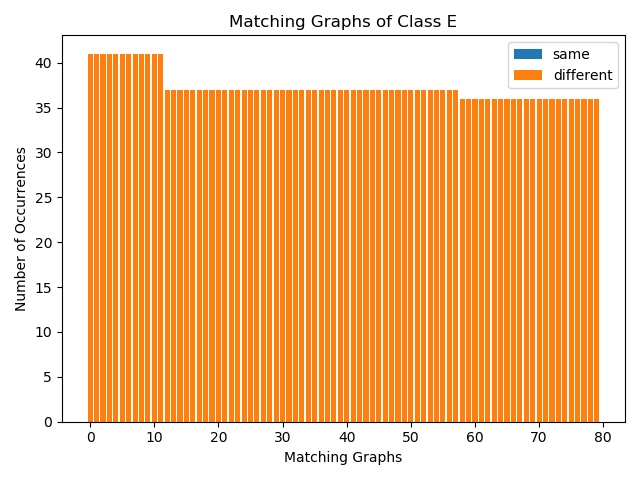 Matching Graphs of Class E
same
different
Number of Occurrences
40
35
30
25
20
15
10
5
0
0 10 20 30 40 50 60 70 80
Matching Graphs